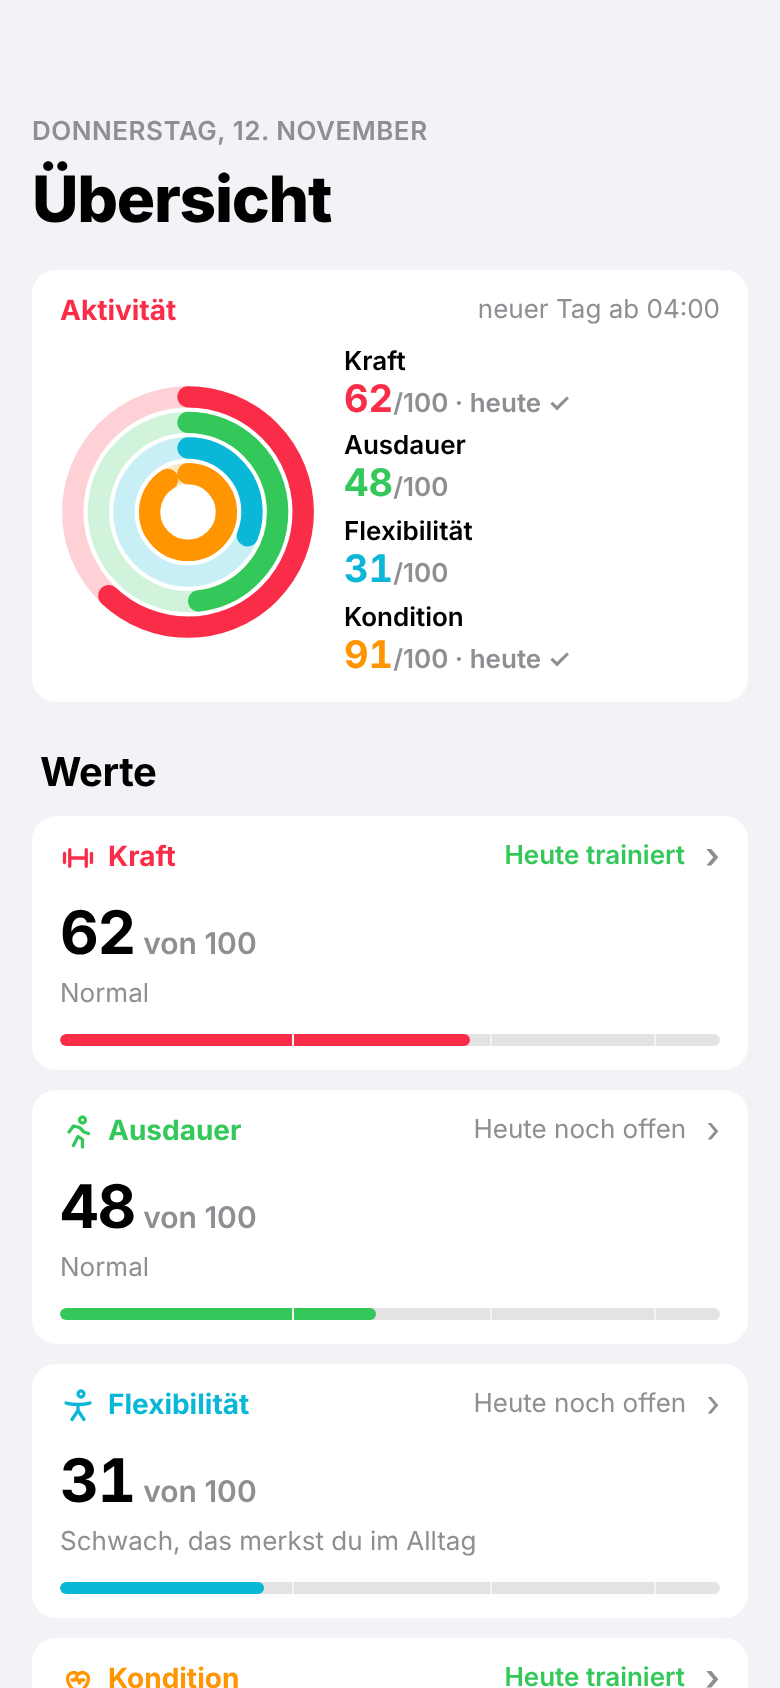 DONNERSTAG, 12. NOVEMBER
Übersicht
Aktivität
neuer Tag ab 04:00
Kraft
62/100 · heute ✓
Ausdauer
48/100
Flexibilität
31/100
Kondition
91/100 · heute ✓
Werte
Kraft
Heute trainiert ›
62 von 100
Normal
Ausdauer
Heute noch offen ›
48 von 100
Normal
Flexibilität
Heute noch offen ›
31 von 100
Schwach, das merkst du im Alltag
Kondition
Heute trainiert ›